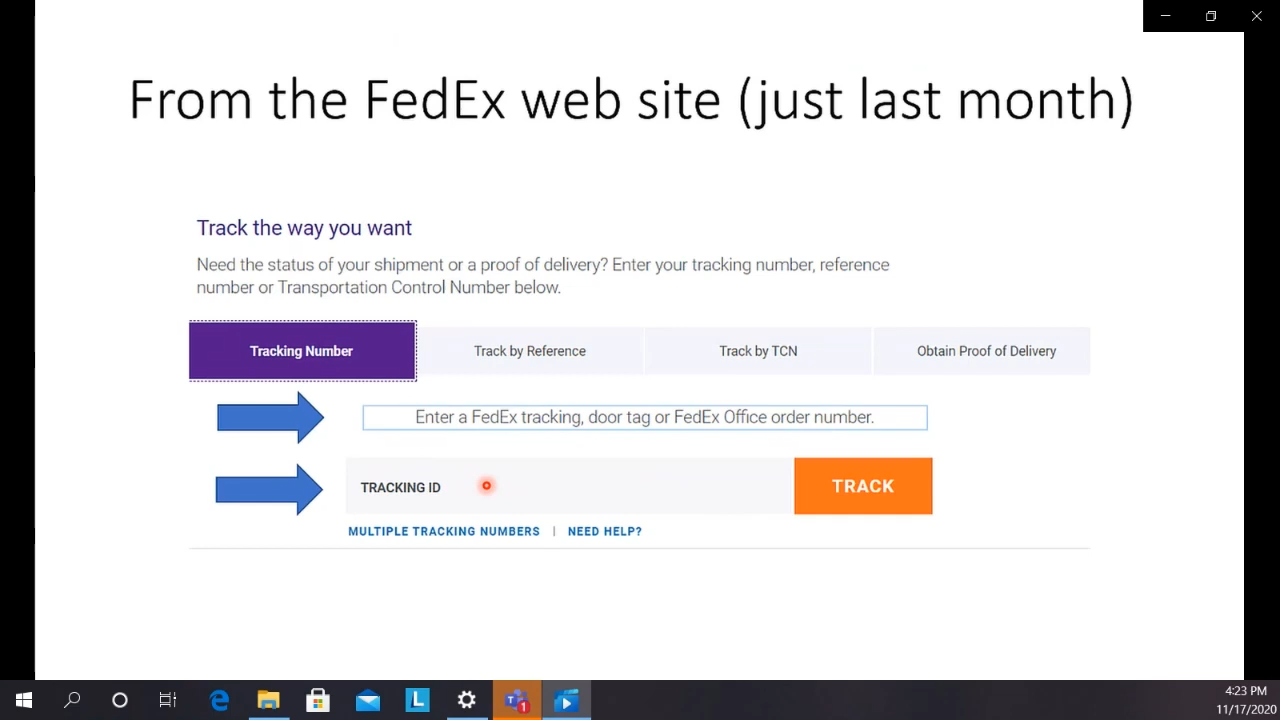 From the FedEx web site (just last month)
Track the way you want
Need the status of your shipment or a proof of delivery? Enter your tracking number, reference
number or Transportation Control Number below.
Tracking Number
Track by Reference
Track by TCN
Obtain Proof of Delivery
Enter a FedEx tracking, door tag or FedEx Office order number.
TRACKING ID
TRACK
MULTIPLE TRACKING NUMBERS | NEED HELP?
L
T
1
4:23 PM
11/17/2020